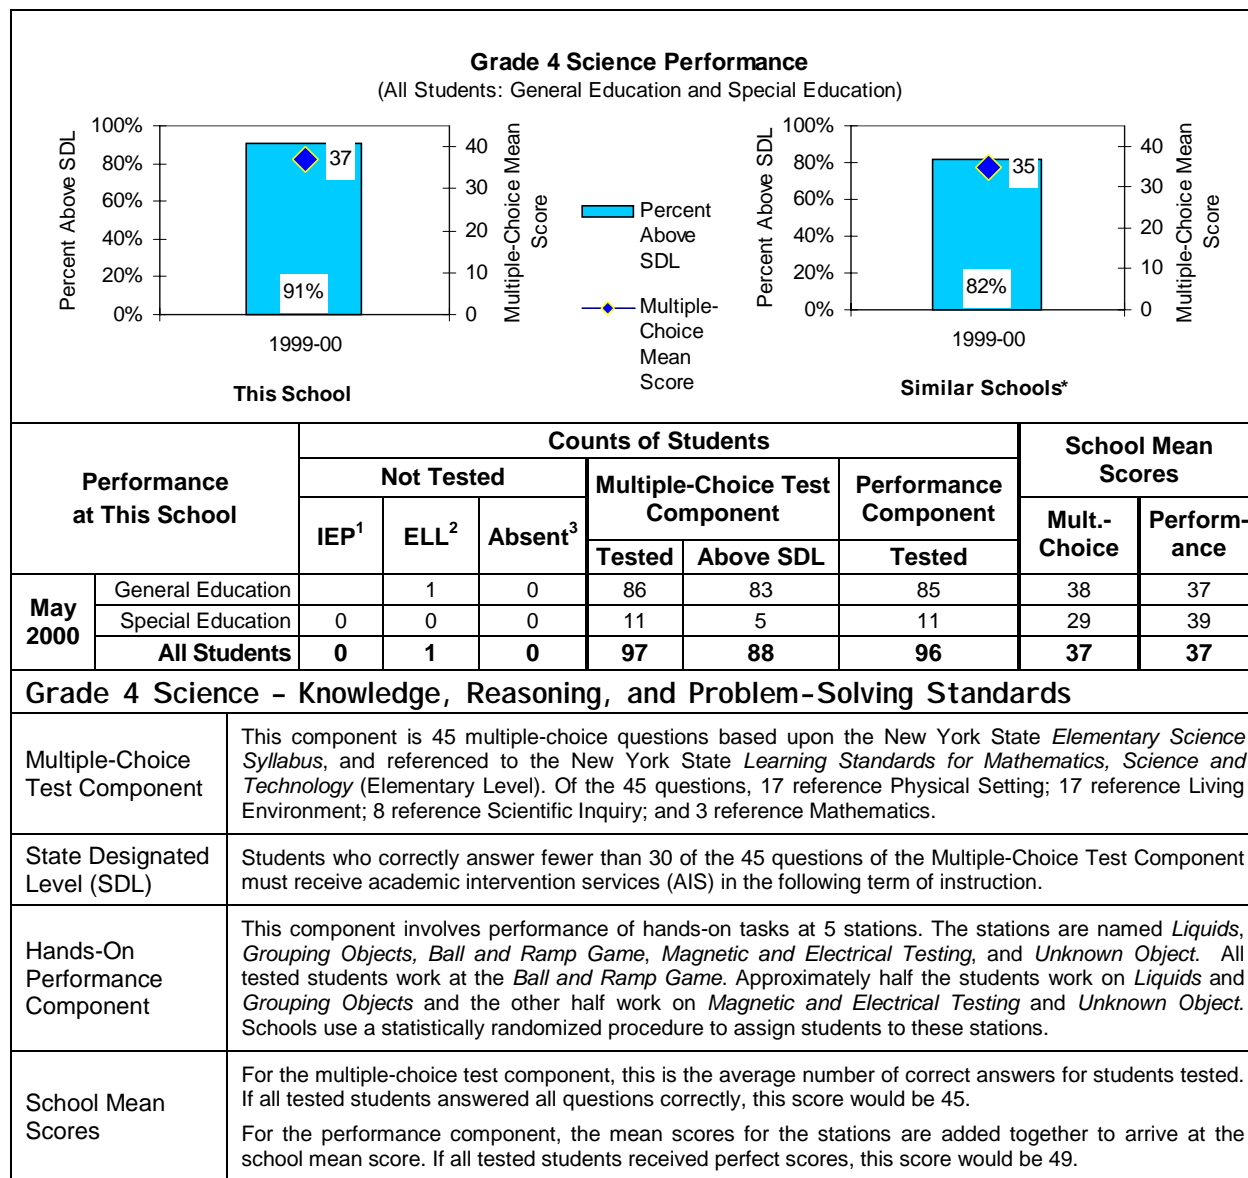 Grade 4 Science Performance
(All Students: General Education and Special Education)
Percent Above SDL
100%
80%
60%
40%
20%
0%
37
91%
40
30
20
10
0
Multiple-Choice Mean
Score
1999-00
This School
Percent
Above
SDL
Multiple-
Choice
Mean
Score
Percent Above SDL
100%
80%
60%
40%
20%
0%
35
82%
40
30
20
10
0
Multiple-Choice Mean
Score
1999-00
Similar Schools*
Performance
at This School
Counts of Students
School Mean
Scores
Not Tested
Multiple-Choice Test
Component
Performance
Component
IEP1 ELL2 Absent3
Mult.-
Choice
Perform-
ance
Tested Above SDL Tested
May
2000
General Education 1 0 86 83 85 38 37
Special Education 0 0 0 11 5 11 29 39
All Students 0 1 0 97 88 96 37 37
Grade 4 Science – Knowledge, Reasoning, and Problem-Solving Standards
Multiple-Choice
Test Component
This component is 45 multiple-choice questions based upon the New York State Elementary Science
Syllabus, and referenced to the New York State Learning Standards for Mathematics, Science and
Technology (Elementary Level). Of the 45 questions, 17 reference Physical Setting; 17 reference Living
Environment; 8 reference Scientific Inquiry; and 3 reference Mathematics.
State Designated
Level (SDL)
Students who correctly answer fewer than 30 of the 45 questions of the Multiple-Choice Test Component
must receive academic intervention services (AIS) in the following term of instruction.
Hands-On
Performance
Component
This component involves performance of hands-on tasks at 5 stations. The stations are named Liquids,
Grouping Objects, Ball and Ramp Game, Magnetic and Electrical Testing, and Unknown Object. All
tested students work at the Ball and Ramp Game. Approximately half the students work on Liquids and
Grouping Objects and the other half work on Magnetic and Electrical Testing and Unknown Object.
Schools use a statistically randomized procedure to assign students to these stations.
School Mean
Scores
For the multiple-choice test component, this is the average number of correct answers for students tested.
If all tested students answered all questions correctly, this score would be 45.
For the performance component, the mean scores for the stations are added together to arrive at the
school mean score. If all tested students received perfect scores, this score would be 49.